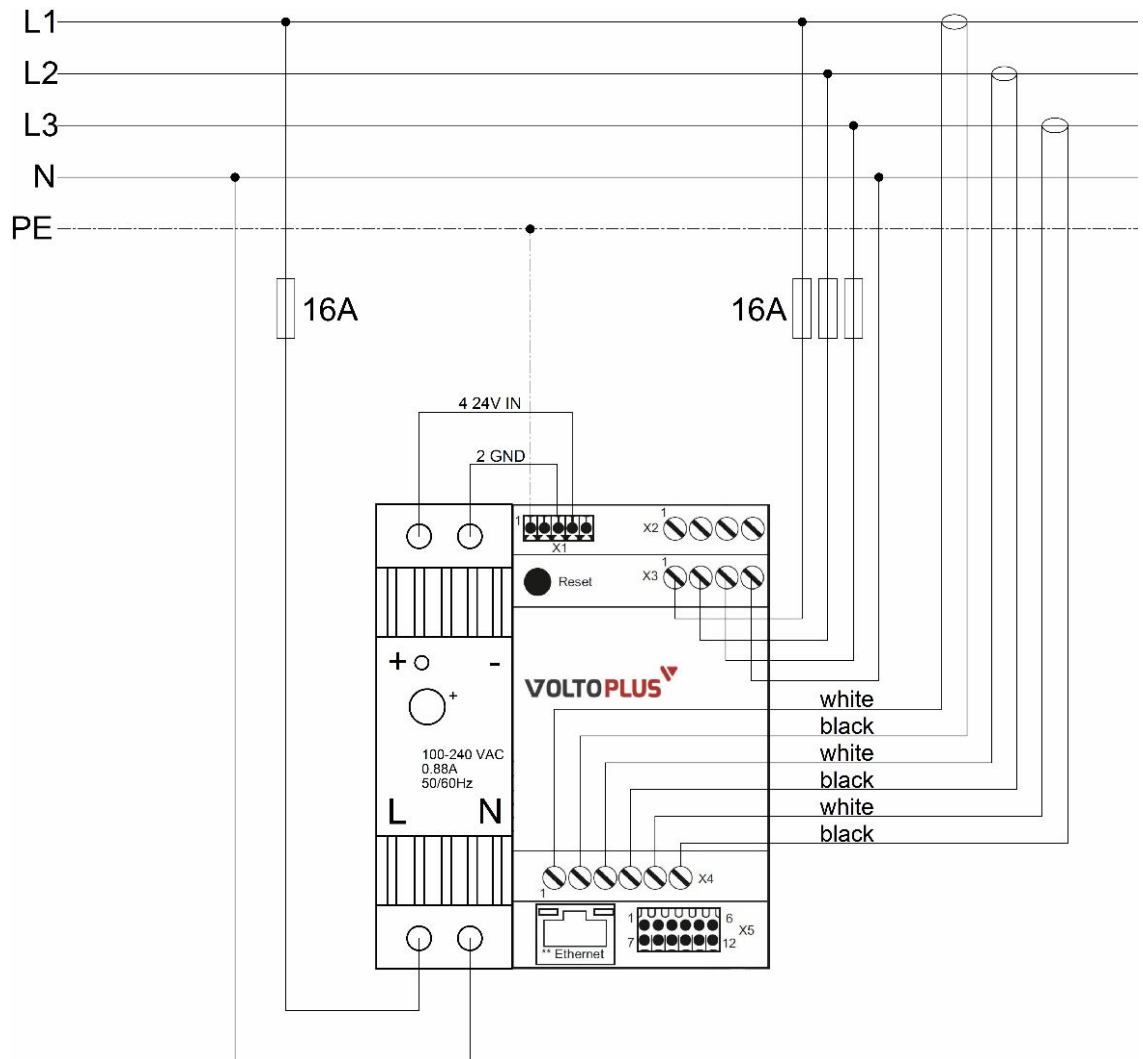 L1
L2
L3
N
PE
16A
16A
4 24V IN
2 GND
1
X1
1
X2
Reset
1
X3
+
-
+
VOLTOPLUS
100-240 VAC
0.88A
50/60Hz
L N
white
black
white
black
white
black
1
X4
** Ethernet
1
6
X5
7
12